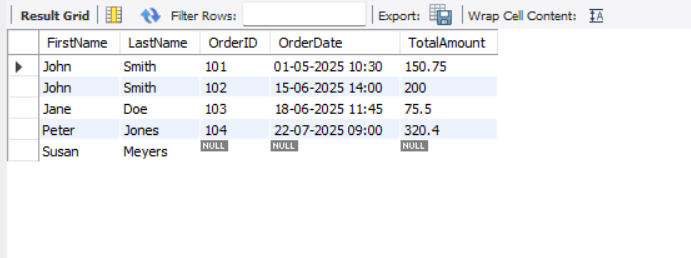 Result Grid Filter Rows: Export: Wrap Cell Content:
FirstName LastName OrderID OrderDate TotalAmount
John Smith 101 01-05-2025 10:30 150.75
John Smith 102 15-06-2025 14:00 200
Jane Doe 103 18-06-2025 11:45 75.5
Peter Jones 104 22-07-2025 09:00 320.4
Susan Meyers NULL NULL NULL